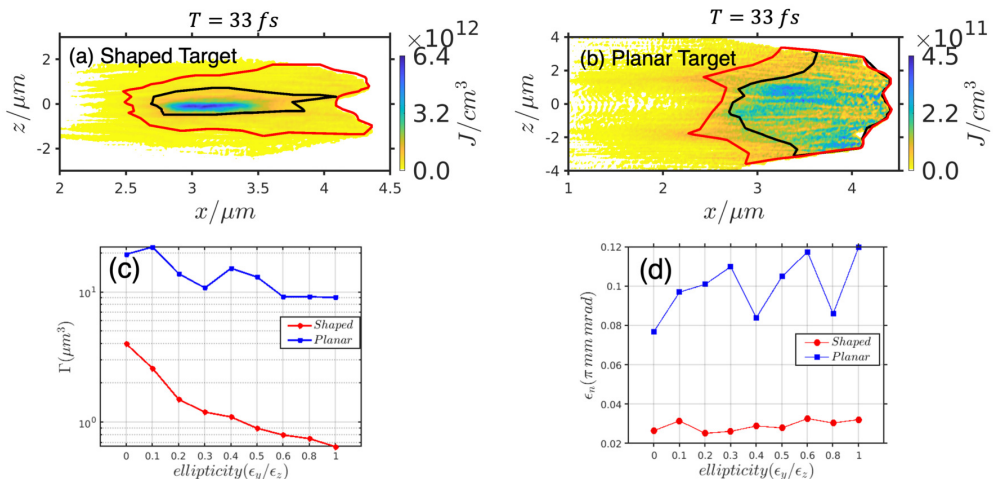 T = 33 fs
T = 33 fs
(a) Shaped Target
×10^12
z/μm
2
0
-2
6.4
3.2
0.0
J/cm^3
2 2.5 3 3.5 4 4.5
x/μm
(b) Planar Target
×10^11
z/μm
4
2
0
-2
-4
4.5
3.0
1.5
0.0
J/cm^3
1 2 3 4
x/μm
(c)
Γ(μm^3)
10^1
10^0
Shaped
Planar
0 0.1 0.2 0.3 0.4 0.5 0.6 0.8 1
ellipticity(ϵ_y/ϵ_z)
(d)
ϵ_n(π mm mrad)
0.12
0.1
0.08
0.06
0.04
0.02
Shaped
Planar
0 0.1 0.2 0.3 0.4 0.5 0.6 0.8 1
ellipticity(ϵ_y/ϵ_z)